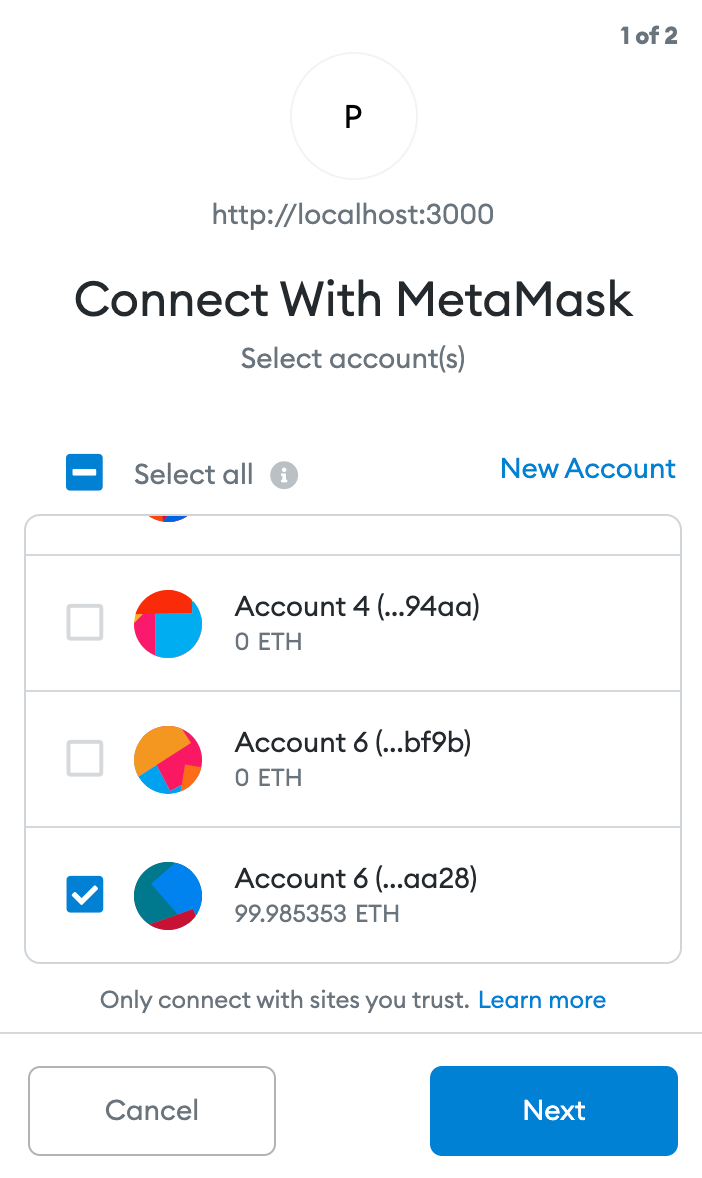 1 of 2
P
http://localhost:3000
Connect With MetaMask
Select account(s)
Select all
New Account
Account 4 (...94aa)
0 ETH
Account 6 (...bf9b)
0 ETH
Account 6 (...aa28)
99.985353 ETH
Only connect with sites you trust. Learn more
Cancel
Next